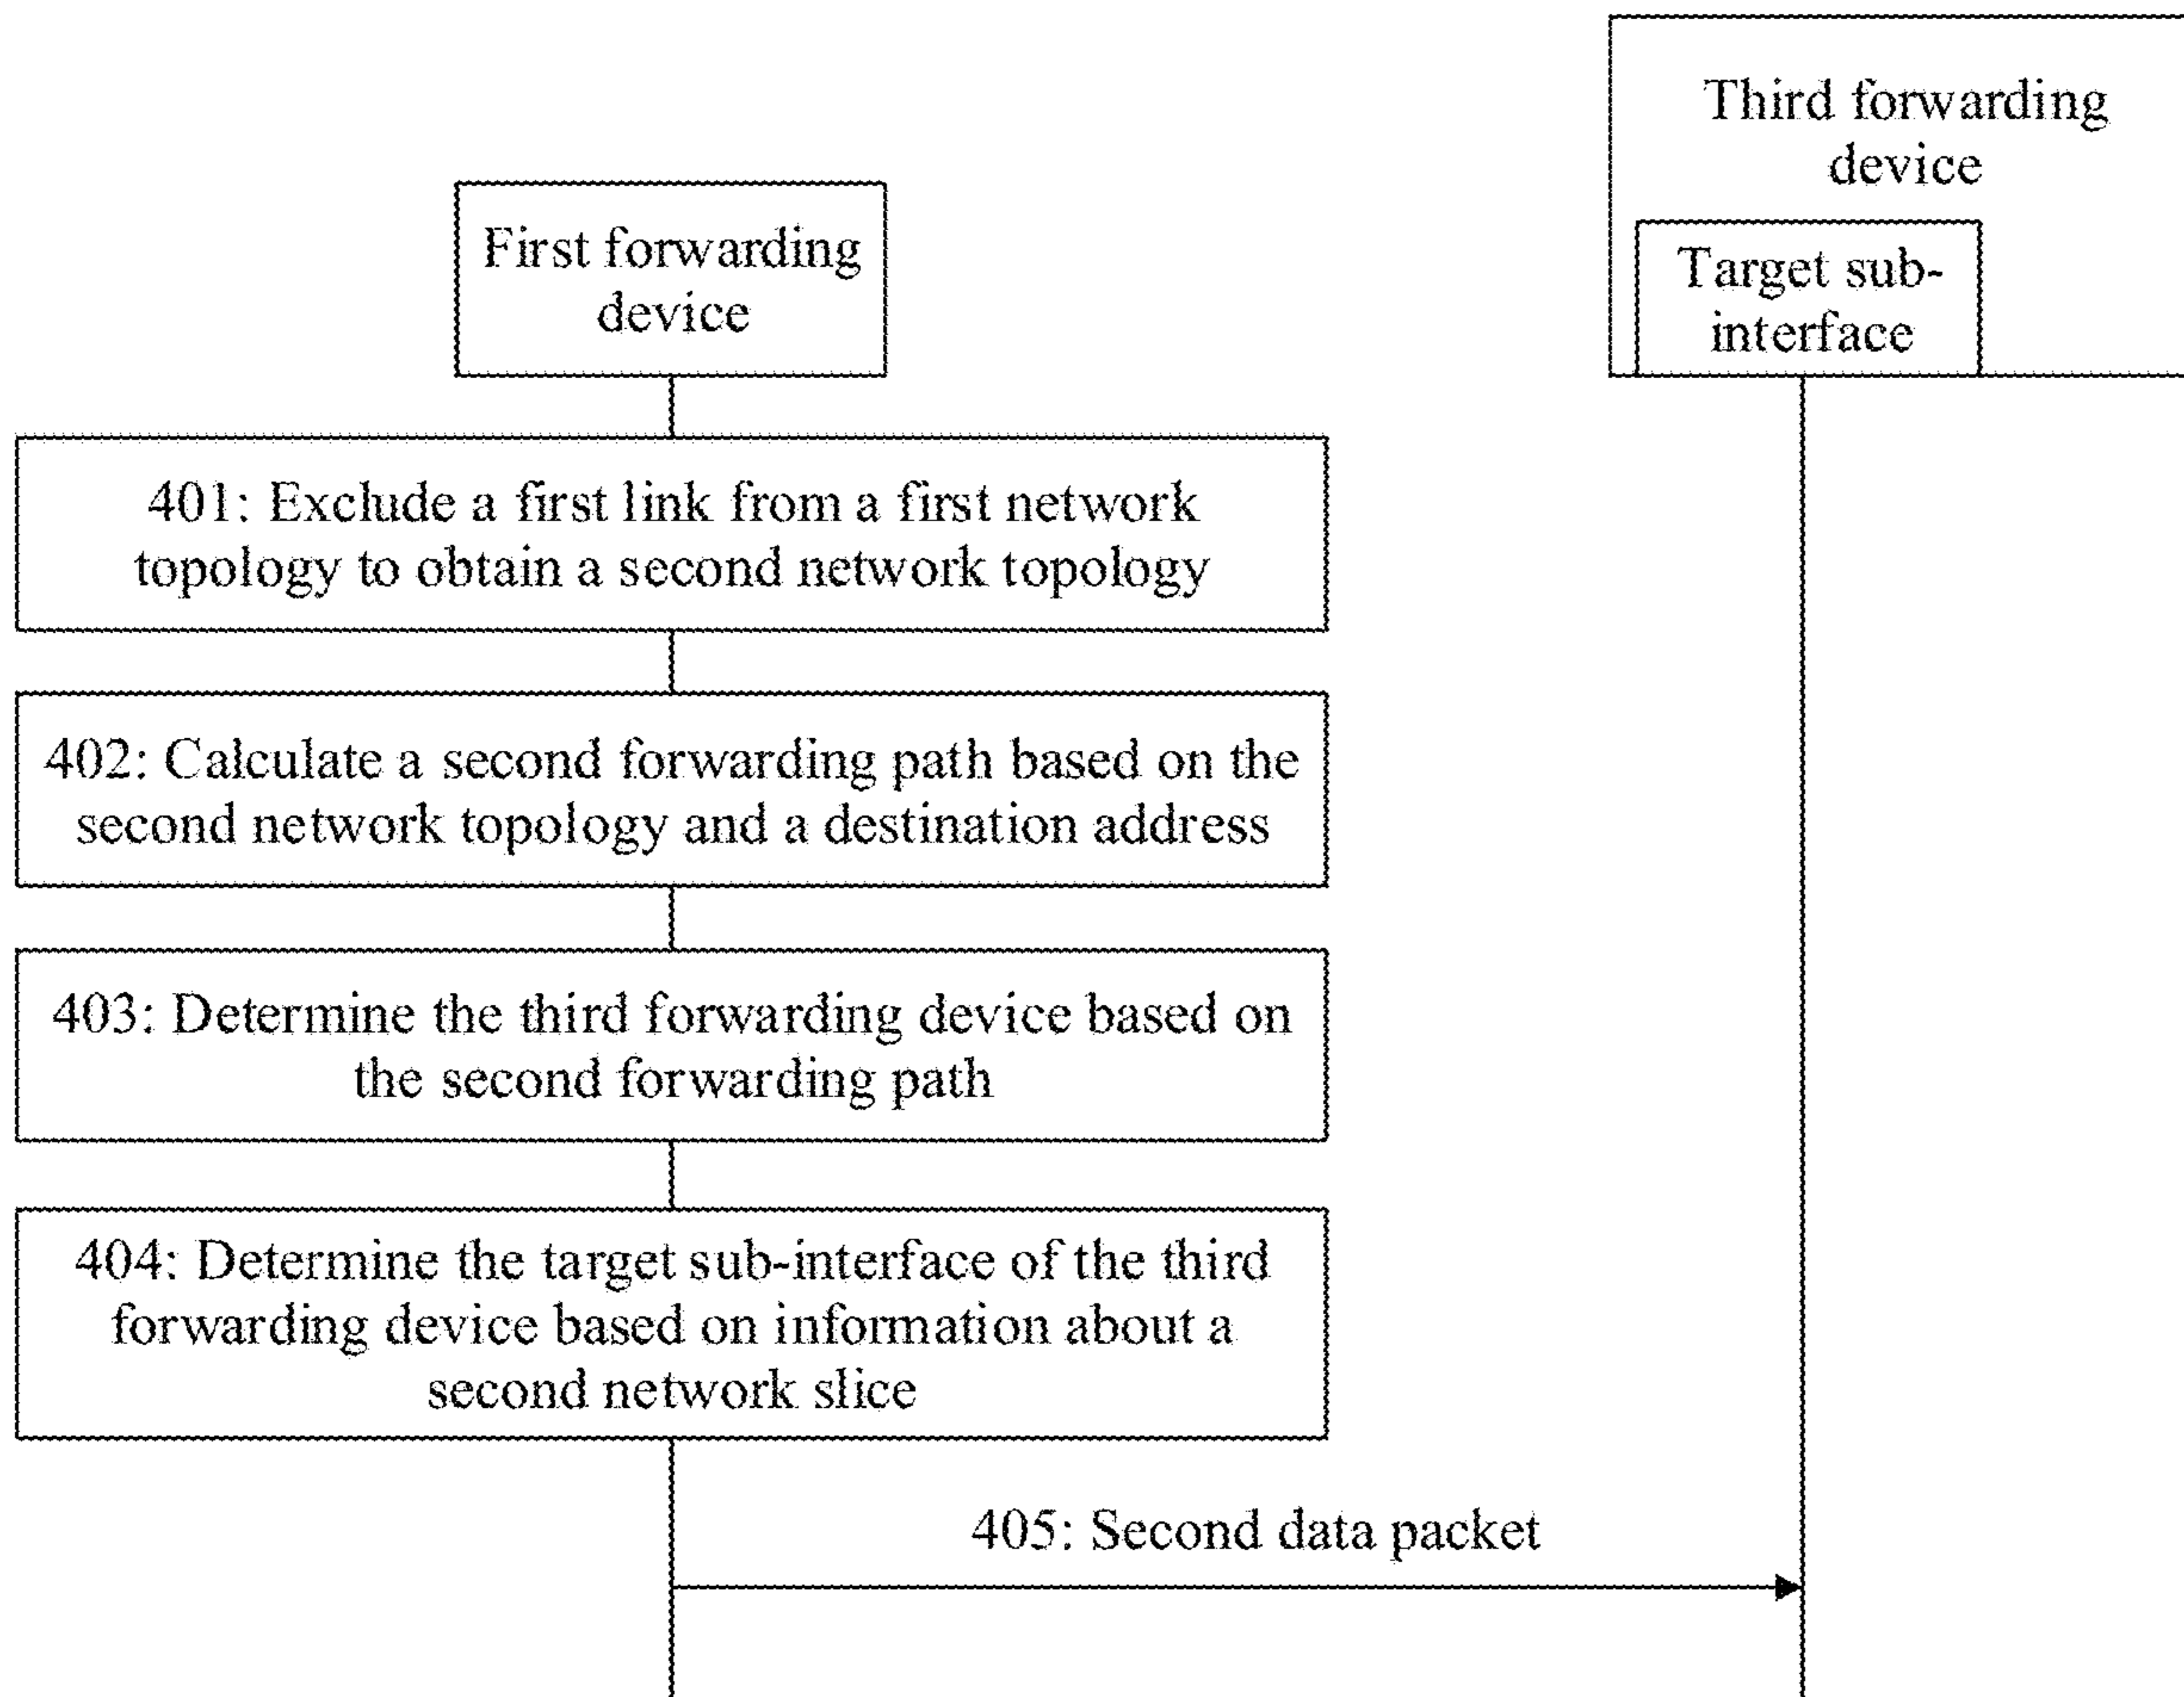 Third forwarding
device
Target sub-
interface
First forwarding
device
401: Exclude a first link from a first network
topology to obtain a second network topology
402: Calculate a second forwarding path based on the
second network topology and a destination address
403: Determine the third forwarding device based on
the second forwarding path
404: Determine the target sub-interface of the third
forwarding device based on information about a
second network slice
405: Second data packet